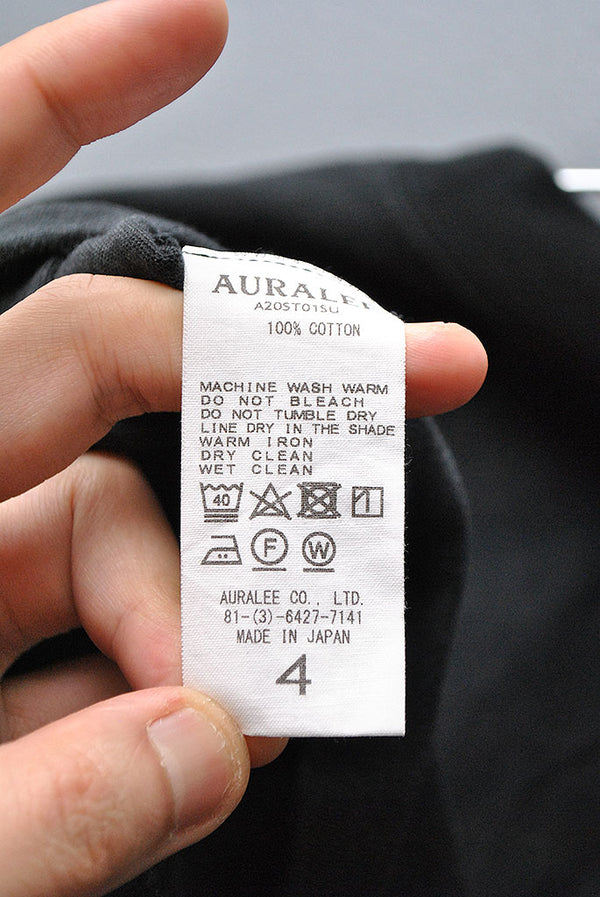 AURALEE
A20ST01SU
100% COTTON
MACHINE WASH WARM
DO NOT BLEACH
DO NOT TUMBLE DRY
LINE DRY IN THE SHADE
WARM IRON
DRY CLEAN
WET CLEAN
40
F W
AURALEE CO., LTD.
81-(3)-6427-7141
MADE IN JAPAN
4